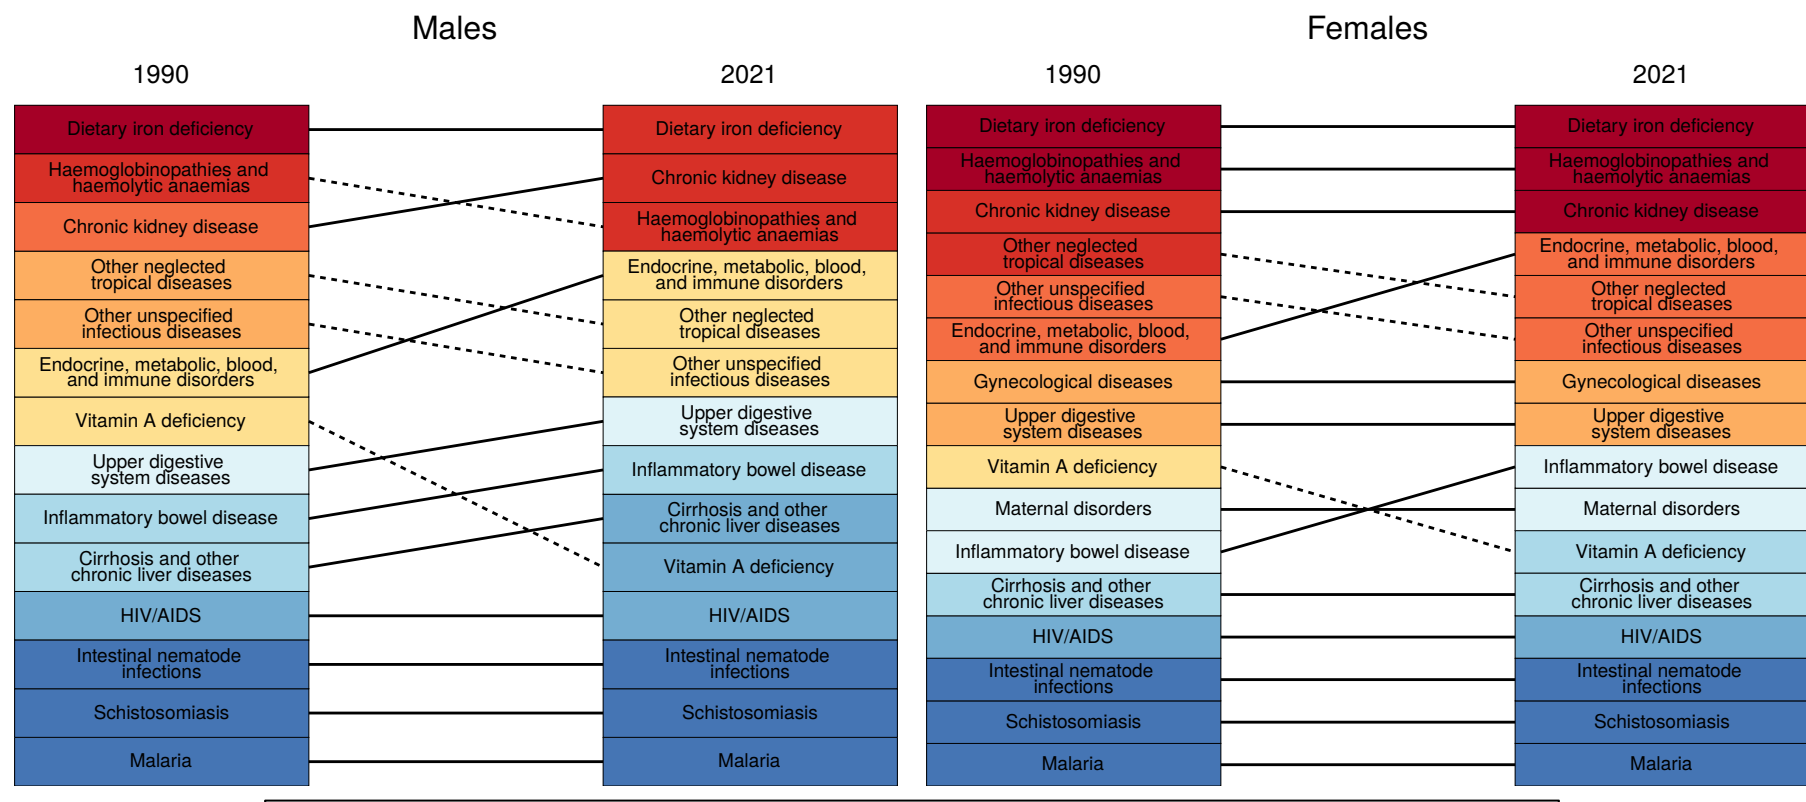 Males
1990
2021
Dietary iron deficiency
Haemoglobinopathies and
haemolytic anaemias
Chronic kidney disease
Other neglected
tropical diseases
Other unspecified
infectious diseases
Endocrine, metabolic, blood,
and immune disorders
Vitamin A deficiency
Upper digestive
system diseases
Inflammatory bowel disease
Cirrhosis and other
chronic liver diseases
HIV/AIDS
Intestinal nematode
infections
Schistosomiasis
Malaria
Dietary iron deficiency
Chronic kidney disease
Haemoglobinopathies and
haemolytic anaemias
Endocrine, metabolic, blood,
and immune disorders
Other neglected
tropical diseases
Other unspecified
infectious diseases
Upper digestive
system diseases
Inflammatory bowel disease
Cirrhosis and other
chronic liver diseases
Vitamin A deficiency
HIV/AIDS
Intestinal nematode
infections
Schistosomiasis
Malaria
Females
1990
2021
Dietary iron deficiency
Haemoglobinopathies and
haemolytic anaemias
Chronic kidney disease
Other neglected
tropical diseases
Other unspecified
infectious diseases
Endocrine, metabolic, blood,
and immune disorders
Gynecological diseases
Upper digestive
system diseases
Vitamin A deficiency
Maternal disorders
Inflammatory bowel disease
Cirrhosis and other
chronic liver diseases
HIV/AIDS
Intestinal nematode
infections
Schistosomiasis
Malaria
Dietary iron deficiency
Haemoglobinopathies and
haemolytic anaemias
Chronic kidney disease
Endocrine, metabolic, blood,
and immune disorders
Other neglected
tropical diseases
Other unspecified
infectious diseases
Gynecological diseases
Upper digestive
system diseases
Inflammatory bowel disease
Maternal disorders
Vitamin A deficiency
Cirrhosis and other
chronic liver diseases
HIV/AIDS
Intestinal nematode
infections
Schistosomiasis
Malaria